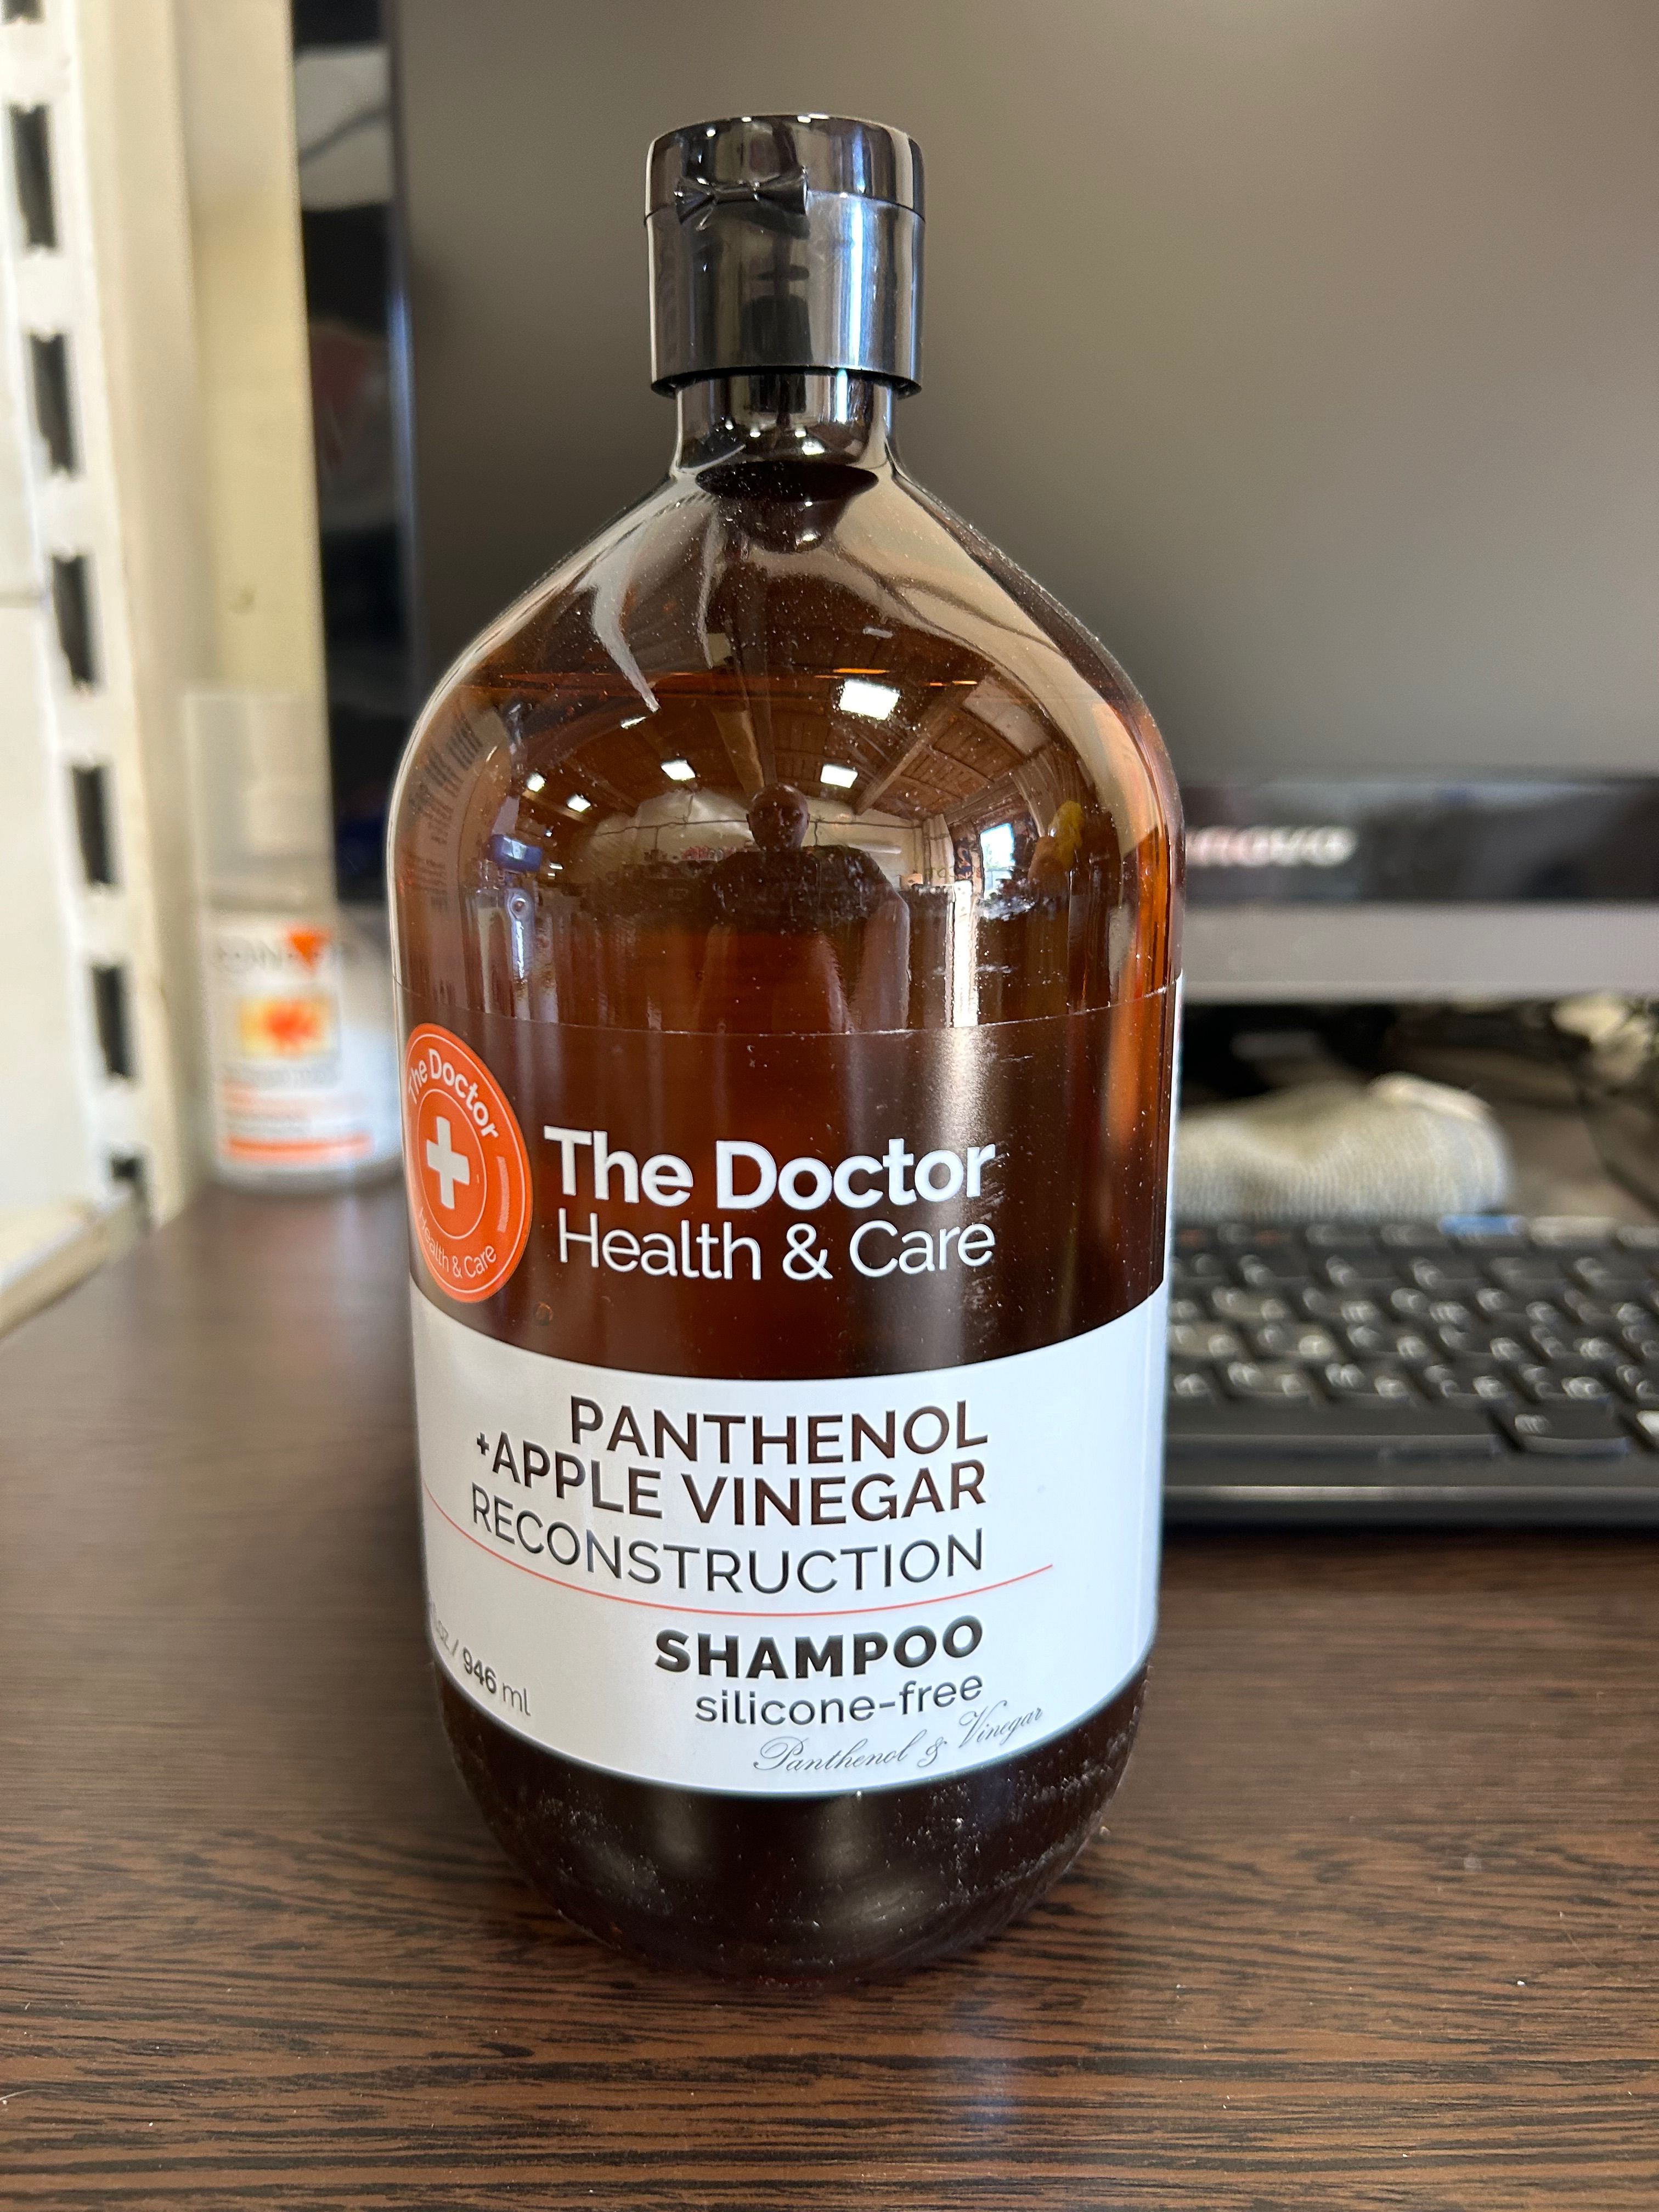 The Doctor
Health & Care
The Doctor
Health & Care
PANTHENOL
+APPLE VINEGAR
RECONSTRUCTION
SHAMPOO
silicone-free
/ 946 ml
Panthenol & Vinegar